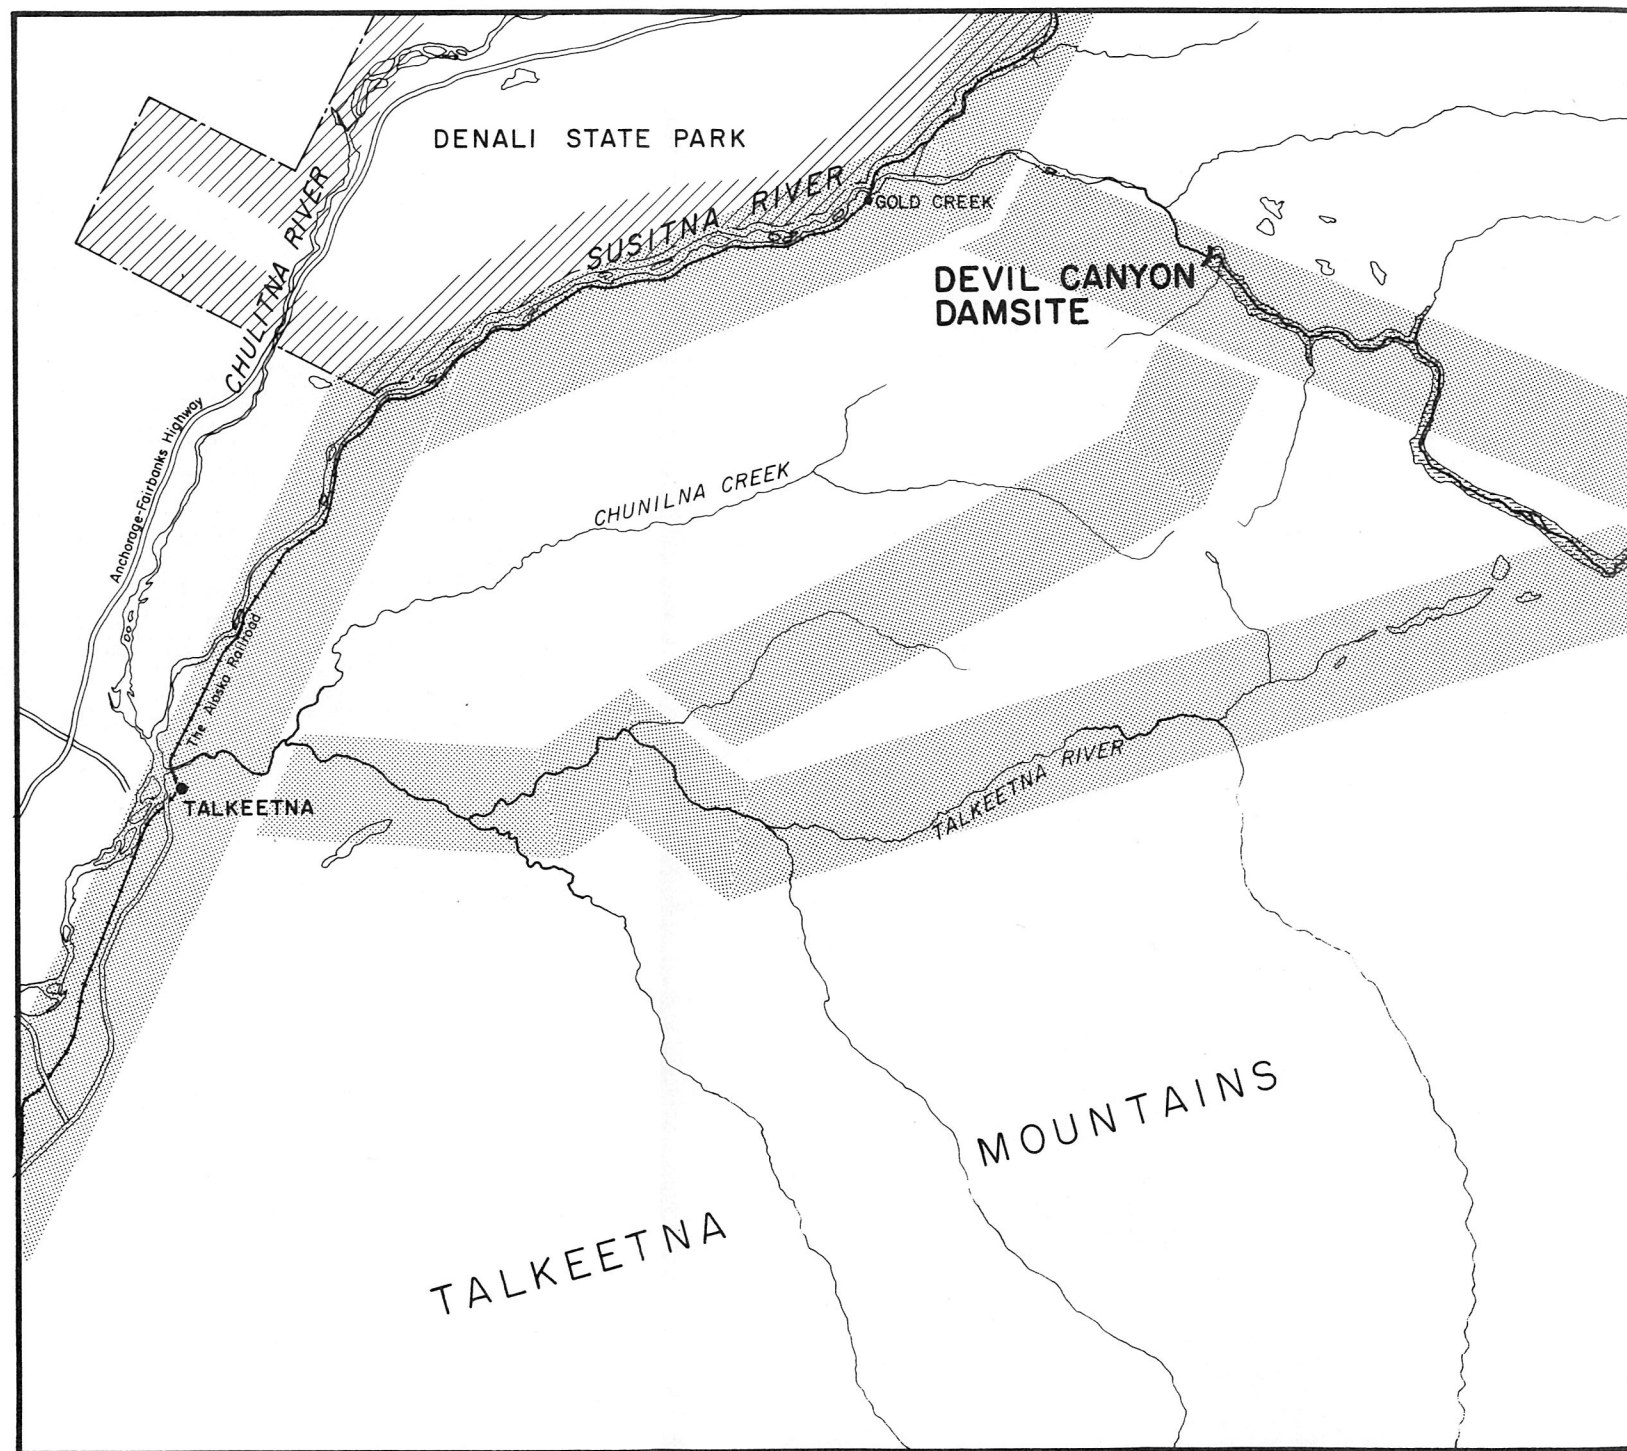 DENALI STATE PARK
CHULITNA RIVER
SUSITNA RIVER
GOLD CREEK
DEVIL CANYON
DAMSITE
Anchorage-Fairbanks Highway
CHUNILNA CREEK
The Alaska Railroad
TALKEETNA RIVER
TALKEETNA
MOUNTAINS
TALKEETNA